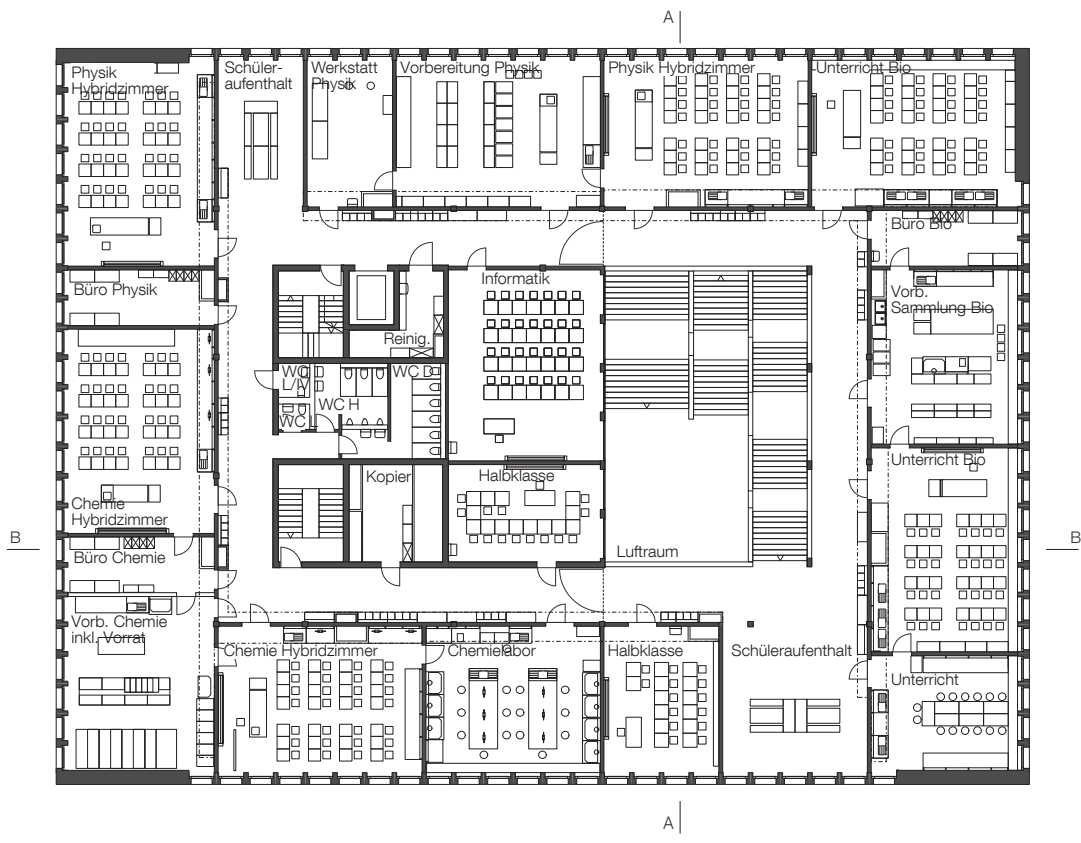 A
Physik
Hybridzimmer
Schüler-
aufenthalt
Werkstatt
Physik
Vorbereitung Physik
Physik Hybridzimmer
Unterricht Bio
Büro Bio
Büro Physik
Informatik
Vorb.
Sammlung Bio
Reinig.
WC
L/IV
WC D
WC H
WC L
Unterricht Bio
Kopier
Halbklasse
Chemie
Hybridzimmer
B
B
Büro Chemie
Luftraum
Vorb. Chemie
inkl. Vorrat
Chemie Hybridzimmer
Chemielabor
Halbklasse
Schüleraufenthalt
Unterricht
A